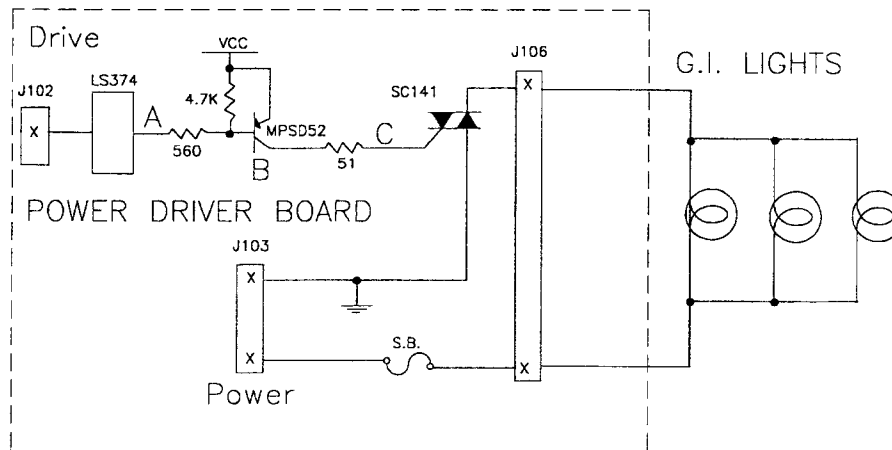 Drive
VCC
J106
G.I. LIGHTS
J102
LS374
4.7K
SC141
X
A
MPSD52
C
X
560
B
51
POWER DRIVER BOARD
J103
X
S.B.
X
X
Power